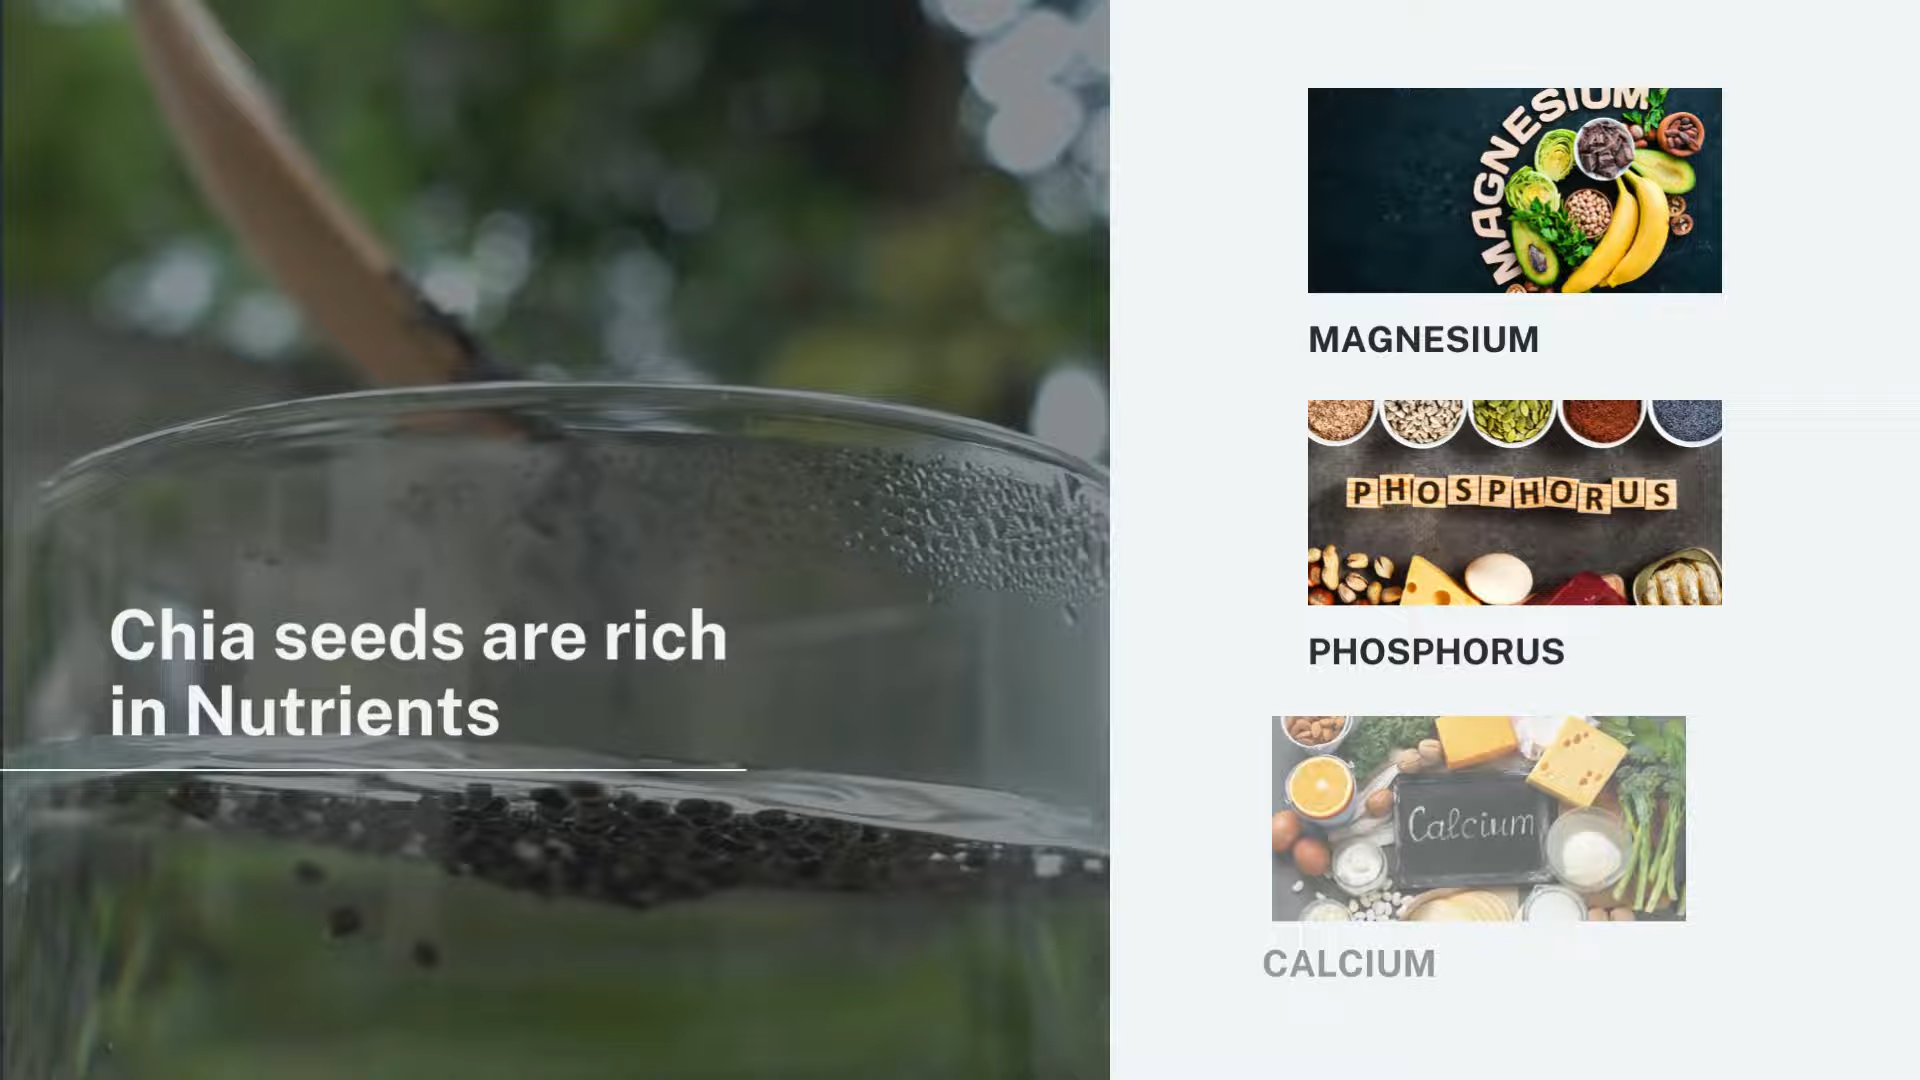 Chia seeds are rich
in Nutrients
MAGNESIUM
MAGNESIUM
PHOSPHORUS
PHOSPHORUS
Calcium
CALCIUM